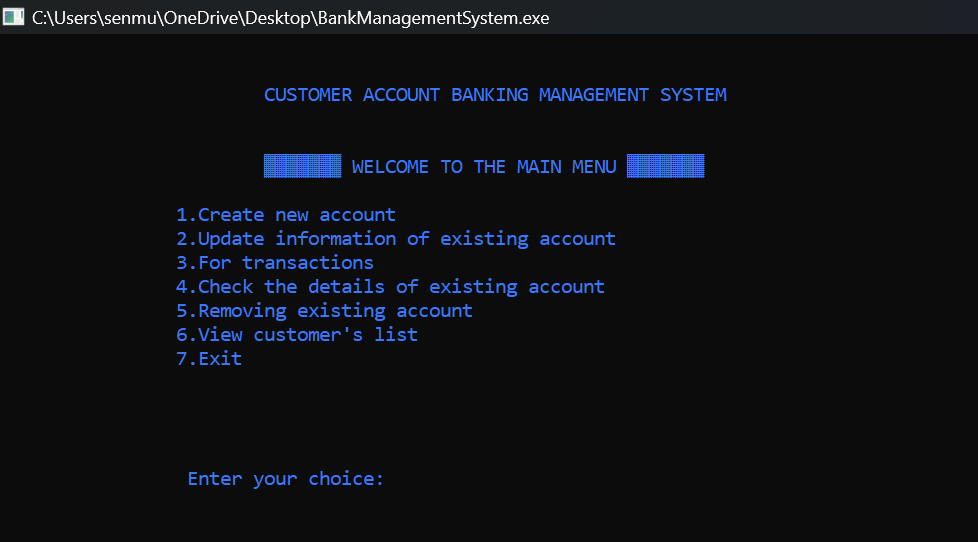 C:\Users\senmu\OneDrive\Desktop\BankManagementSystem.exe
CUSTOMER ACCOUNT BANKING MANAGEMENT SYSTEM
WELCOME TO THE MAIN MENU
1.Create new account
2.Update information of existing account
3.For transactions
4.Check the details of existing account
5.Removing existing account
6.View customer's list
7.Exit
Enter your choice: